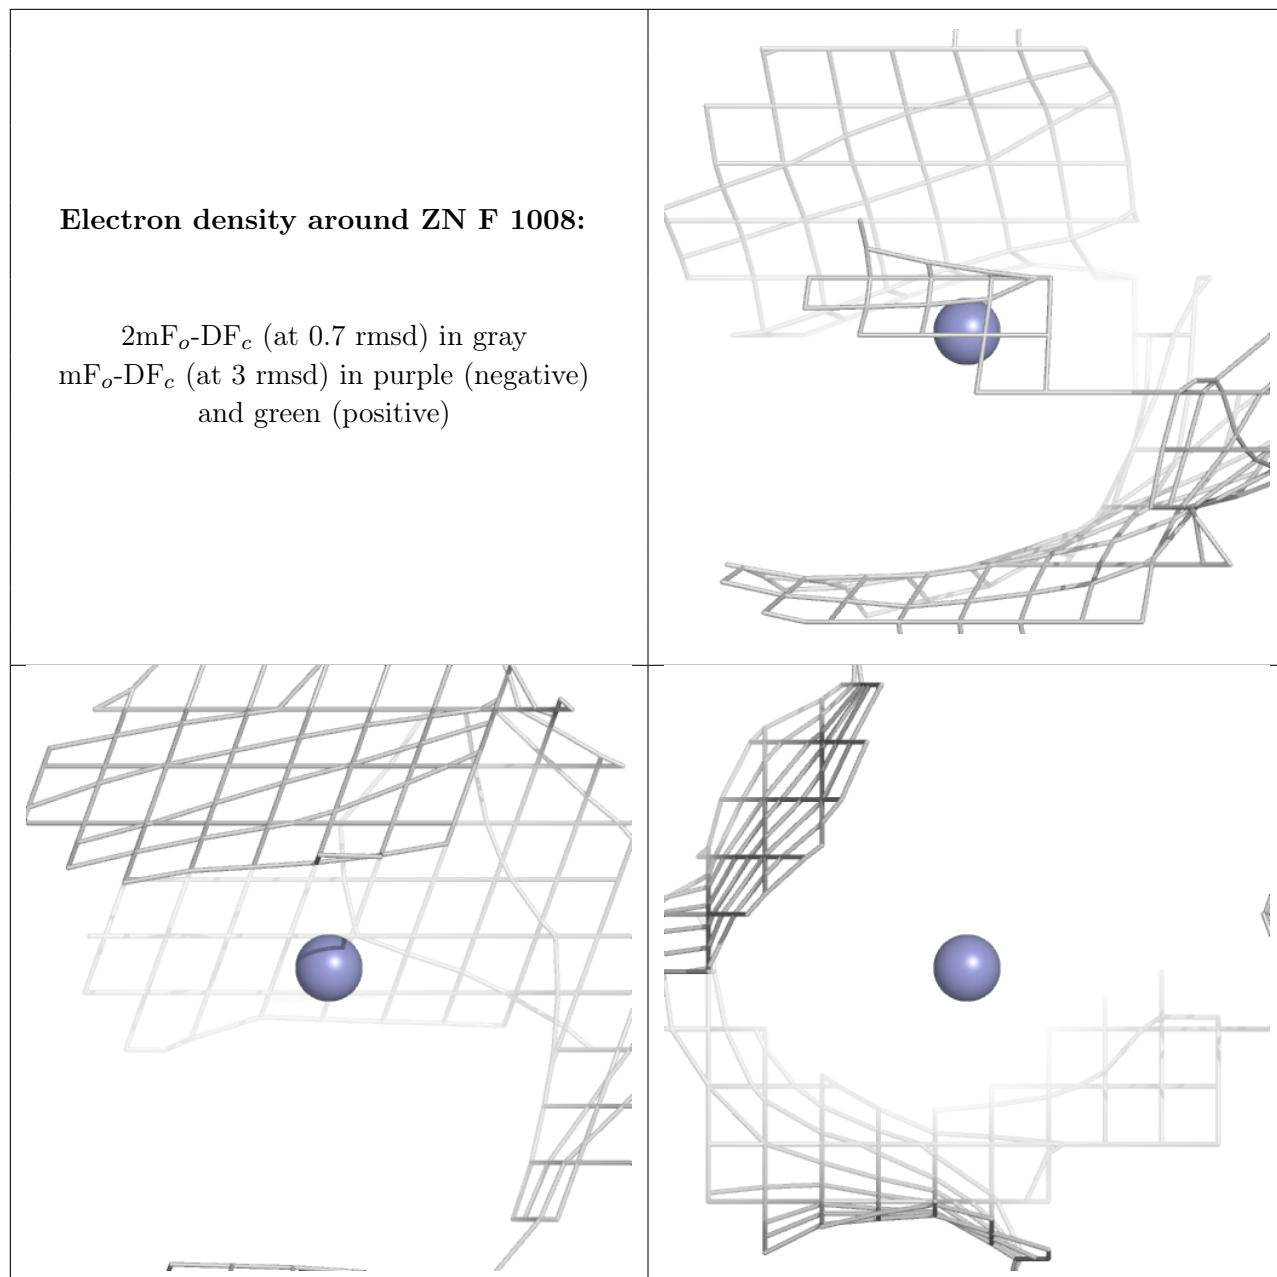 Electron density around ZN F 1008:
2mFo-DFc (at 0.7 rmsd) in gray
mFo-DFc (at 3 rmsd) in purple (negative)
and green (positive)